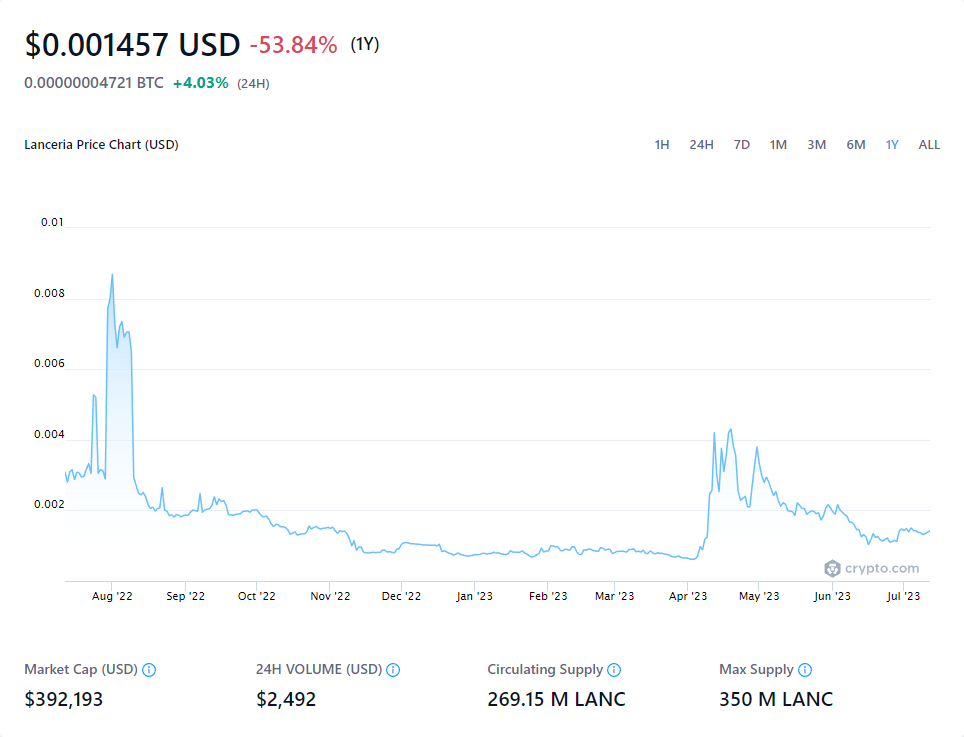 $0.001457 USD -53.84% (1Y)
0.00000004721 BTC +4.03% (24H)
Lanceria Price Chart (USD) 1H 24H 7D 1M 3M 6M 1Y ALL
0.01
0.008
0.006
0.004
0.002
crypto.com
Aug '22 Sep '22 Oct '22 Nov '22 Dec '22 Jan '23 Feb '23 Mar '23 Apr '23 May '23 Jun '23 Jul '23
Market Cap (USD) 24H VOLUME (USD) Circulating Supply Max Supply
$392,193 $2,492 269.15 M LANC 350 M LANC